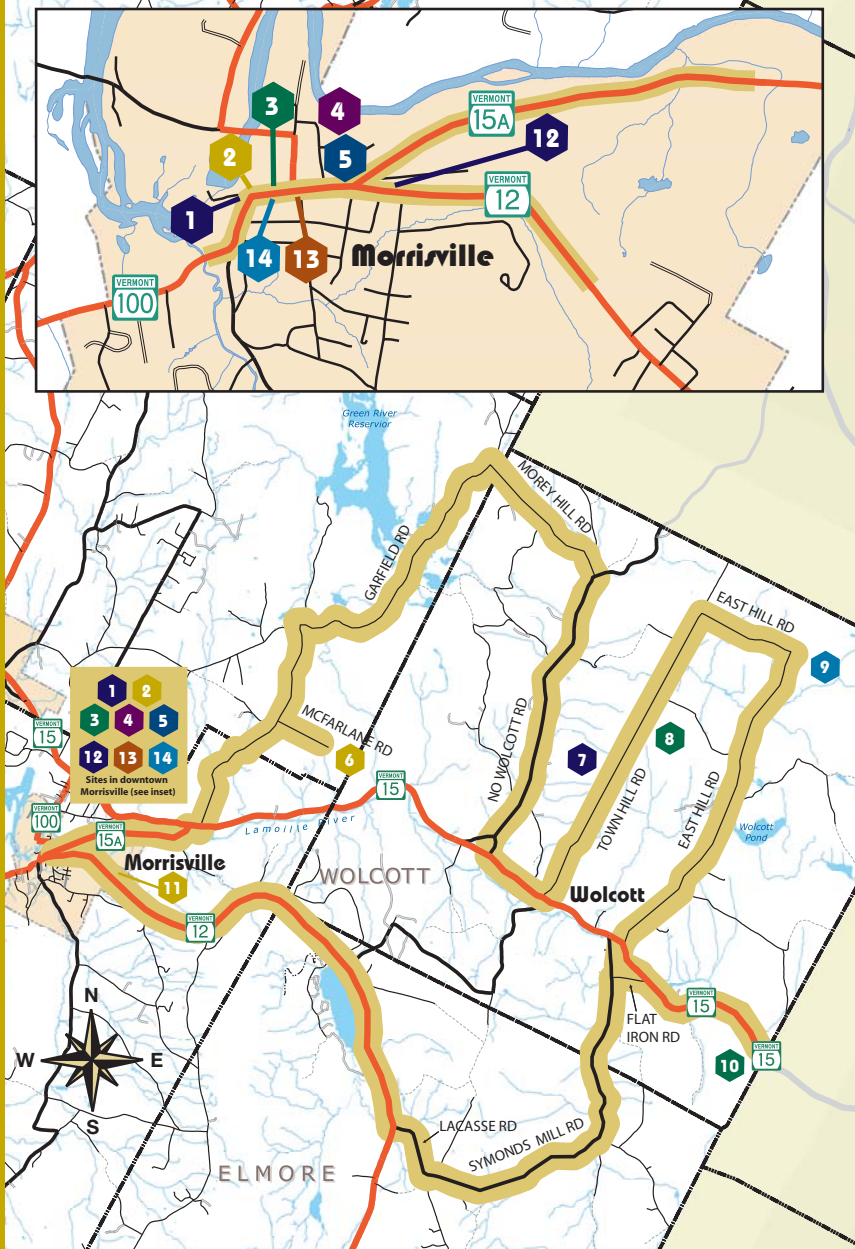 3
4
VERMONT
15A
12
2
5
1
VERMONT
12
14
13
Morrisville
VERMONT
100
Green River
Reservior
MOREY HILL RD
GARFIELD RD
EAST HILL RD
9
1
2
3
4
5
12
13
14
Sites in downtown
Morrisville (see inset)
MCFARLANE RD
6
NO WOLCOTT RD
7
8
TOWN HILL RD
EAST HILL RD
VERMONT
15
VERMONT
15
VERMONT
100
VERMONT
15A
Lamoille River
Wolcott
Pond
Morrisville
11
WOLCOTT
Wolcott
VERMONT
12
N
W
E
S
FLAT
IRON RD
VERMONT
15
10
VERMONT
15
LACASSE RD
SYMONDS MILL RD
ELMORE